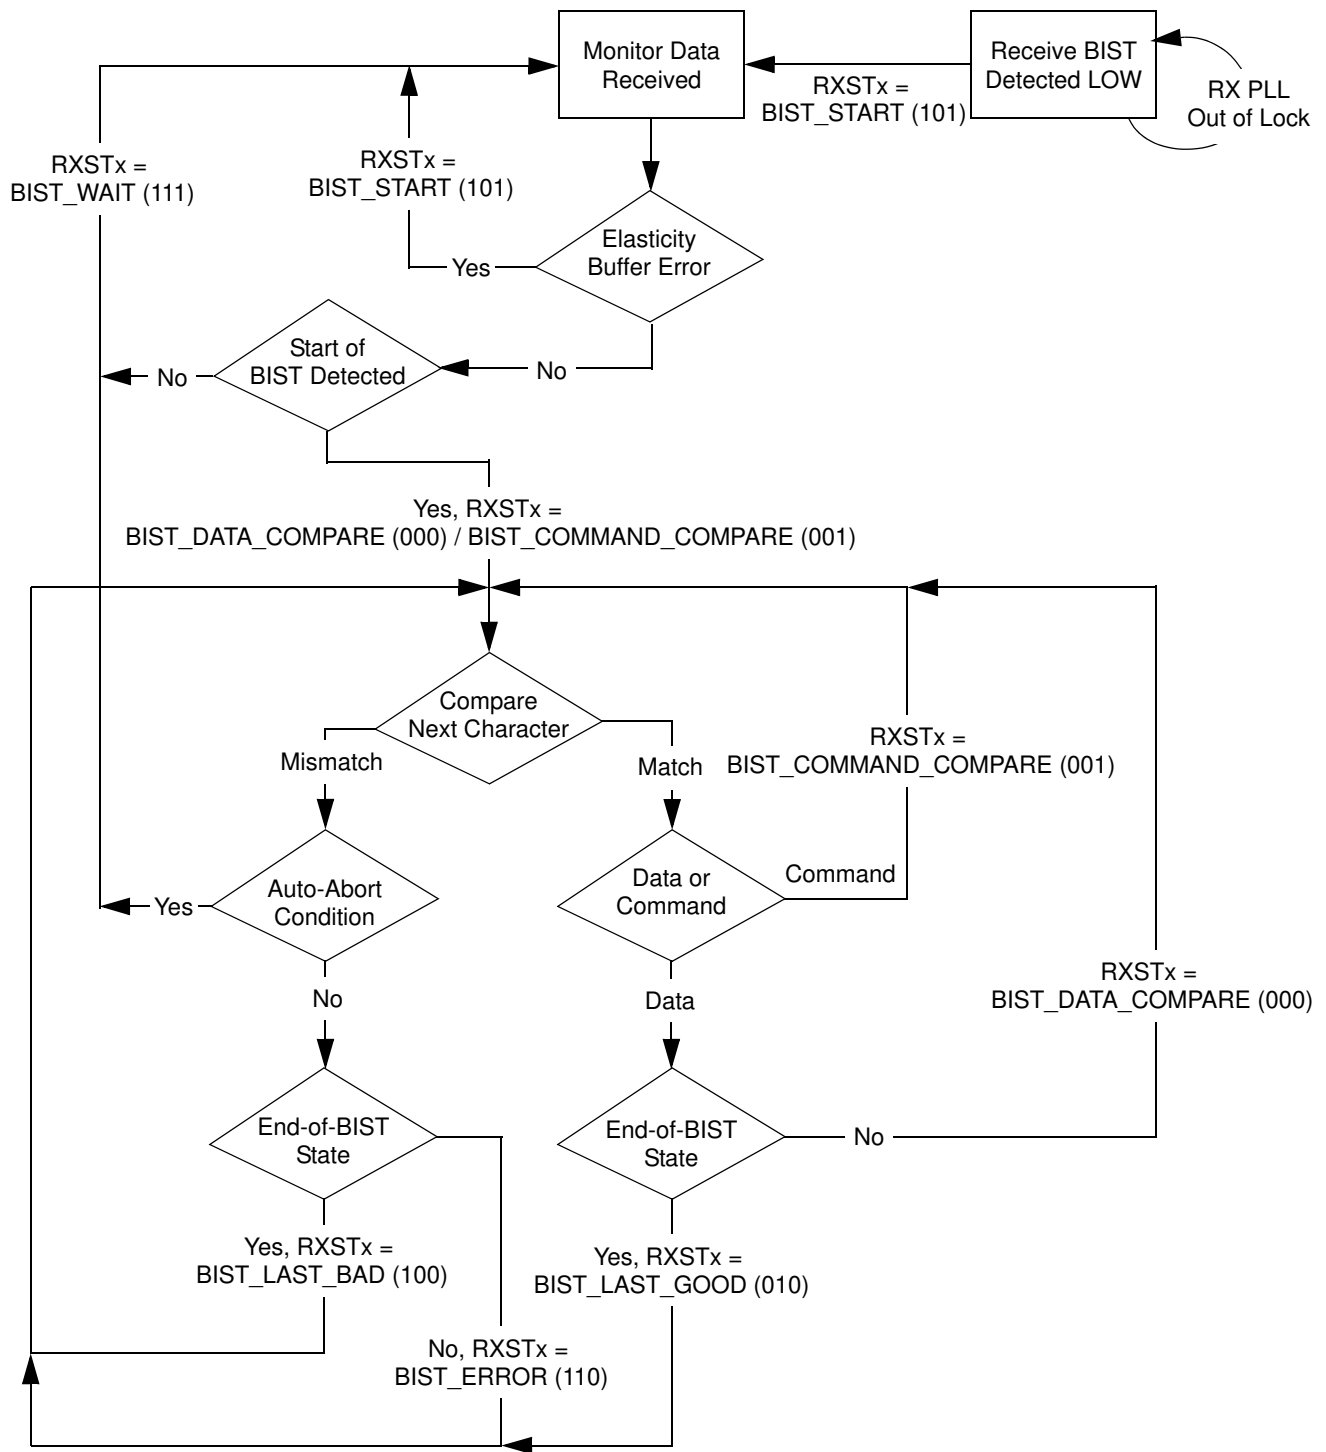 Monitor Data
Received
Receive BIST
Detected LOW
RX PLL
Out of Lock
RXSTx =
BIST_START (101)
RXSTx =
BIST_WAIT (111)
RXSTx =
BIST_START (101)
Elasticity
Buffer Error
Yes
Start of
BIST Detected
No
No
Yes, RXSTx =
BIST_DATA_COMPARE (000) / BIST_COMMAND_COMPARE (001)
Compare
Next Character
Mismatch
Match
RXSTx =
BIST_COMMAND_COMPARE (001)
Auto-Abort
Condition
Yes
Data or
Command
Command
No
Data
RXSTx =
BIST_DATA_COMPARE (000)
End-of-BIST
State
End-of-BIST
State
No
Yes, RXSTx =
BIST_LAST_BAD (100)
Yes, RXSTx =
BIST_LAST_GOOD (010)
No, RXSTx =
BIST_ERROR (110)